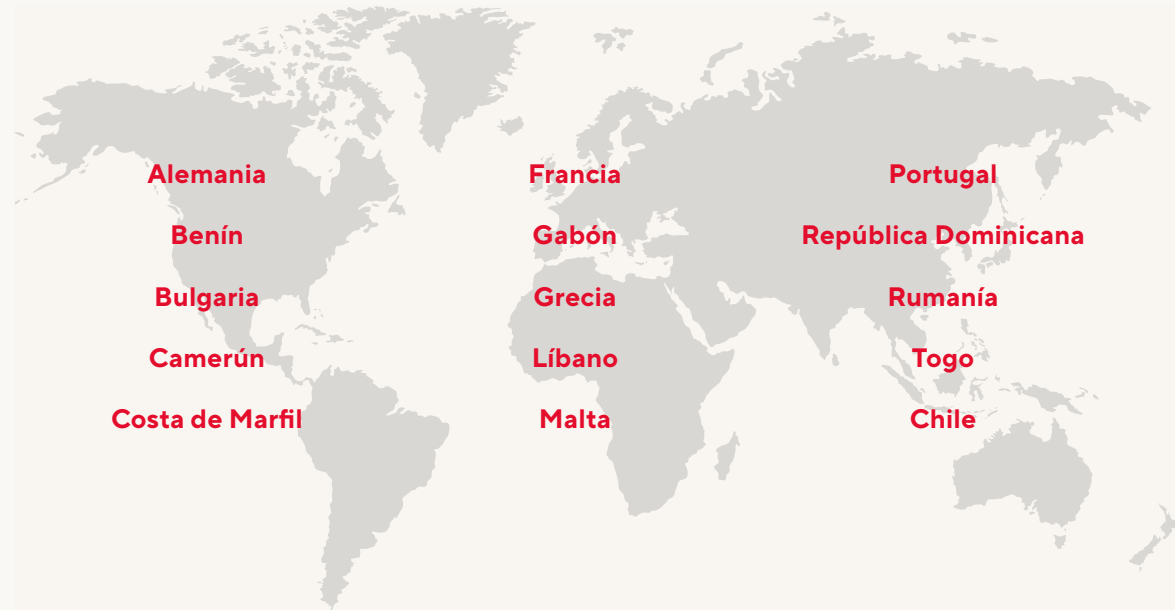 Alemania
Benín
Bulgaria
Camerún
Costa de Marfil
Francia
Gabón
Grecia
Líbano
Malta
Portugal
República Dominicana
Rumanía
Togo
Chile